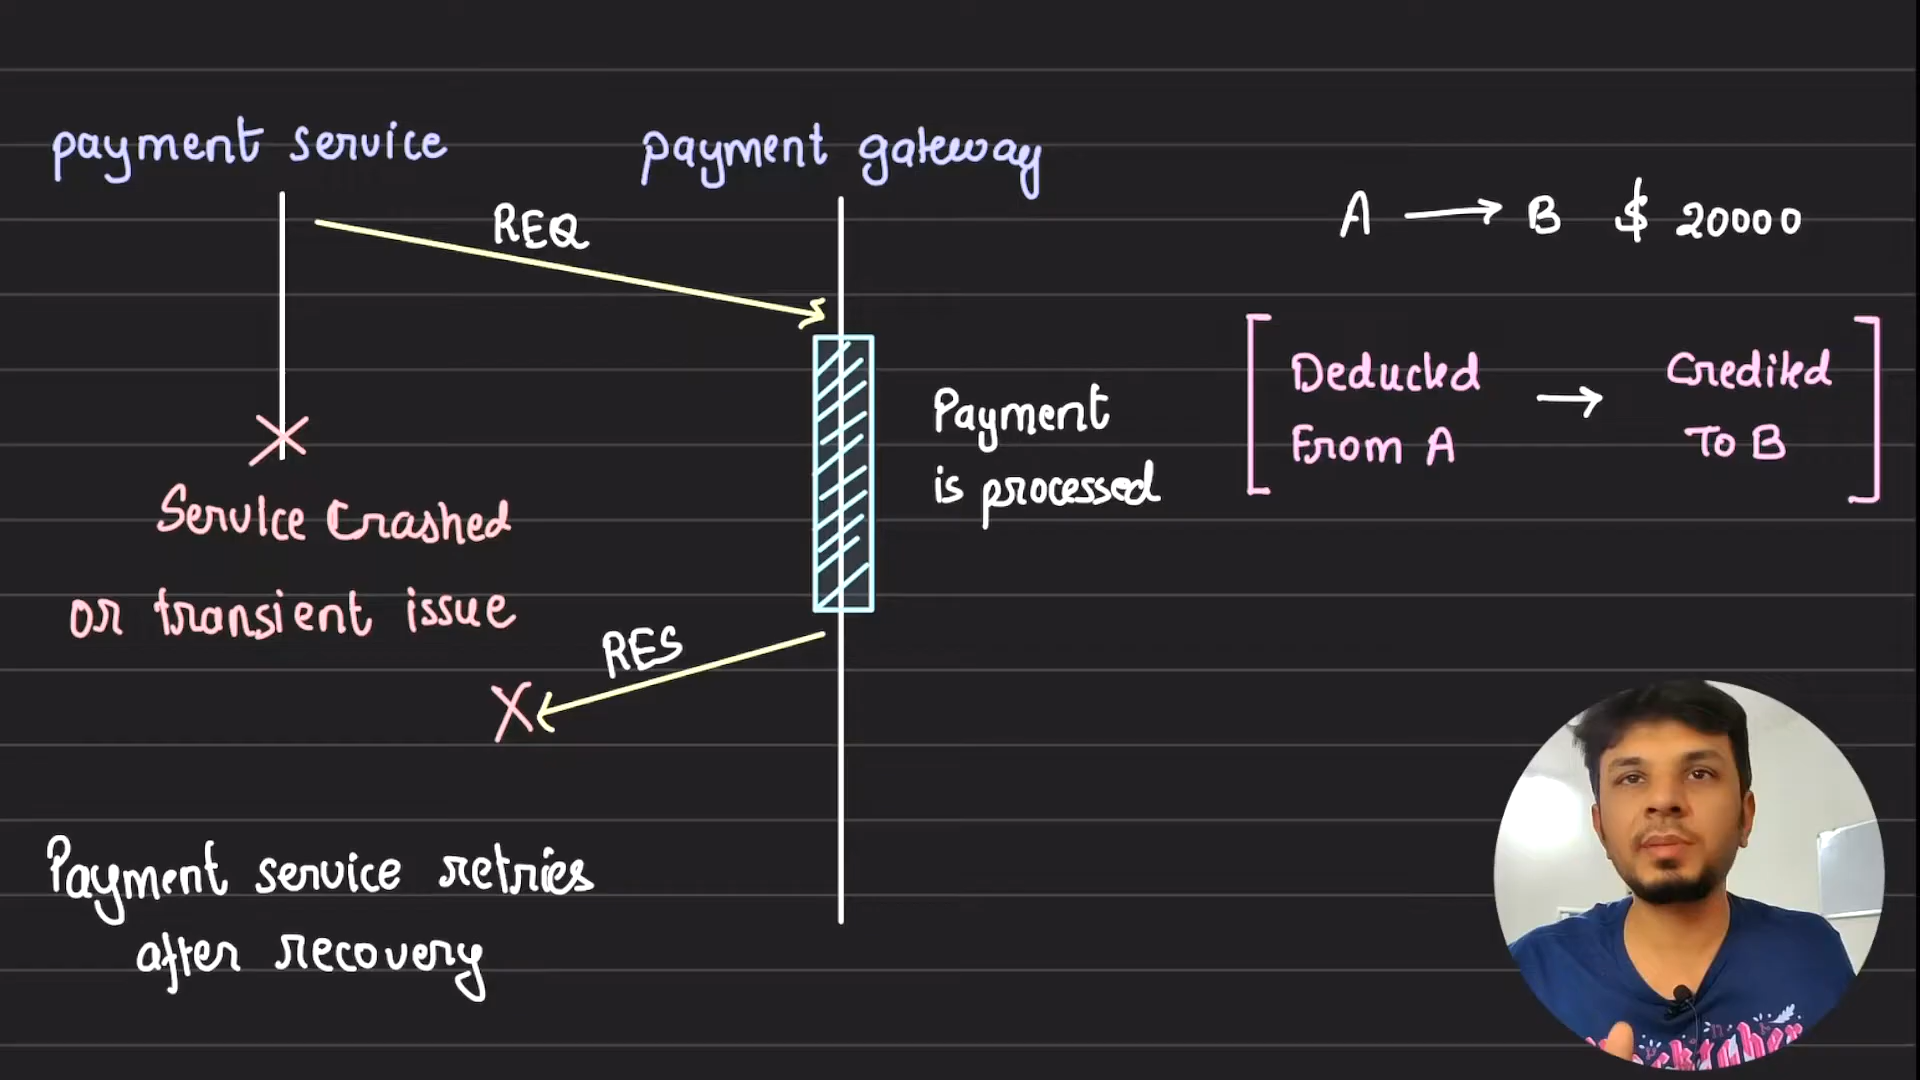 payment service
payment gateway
REQ
A → B $ 20000
Deducted → Credited
From A To B
Payment
is processed
Service Crashed
or transient issue
RES
X
Payment service retries
after recovery